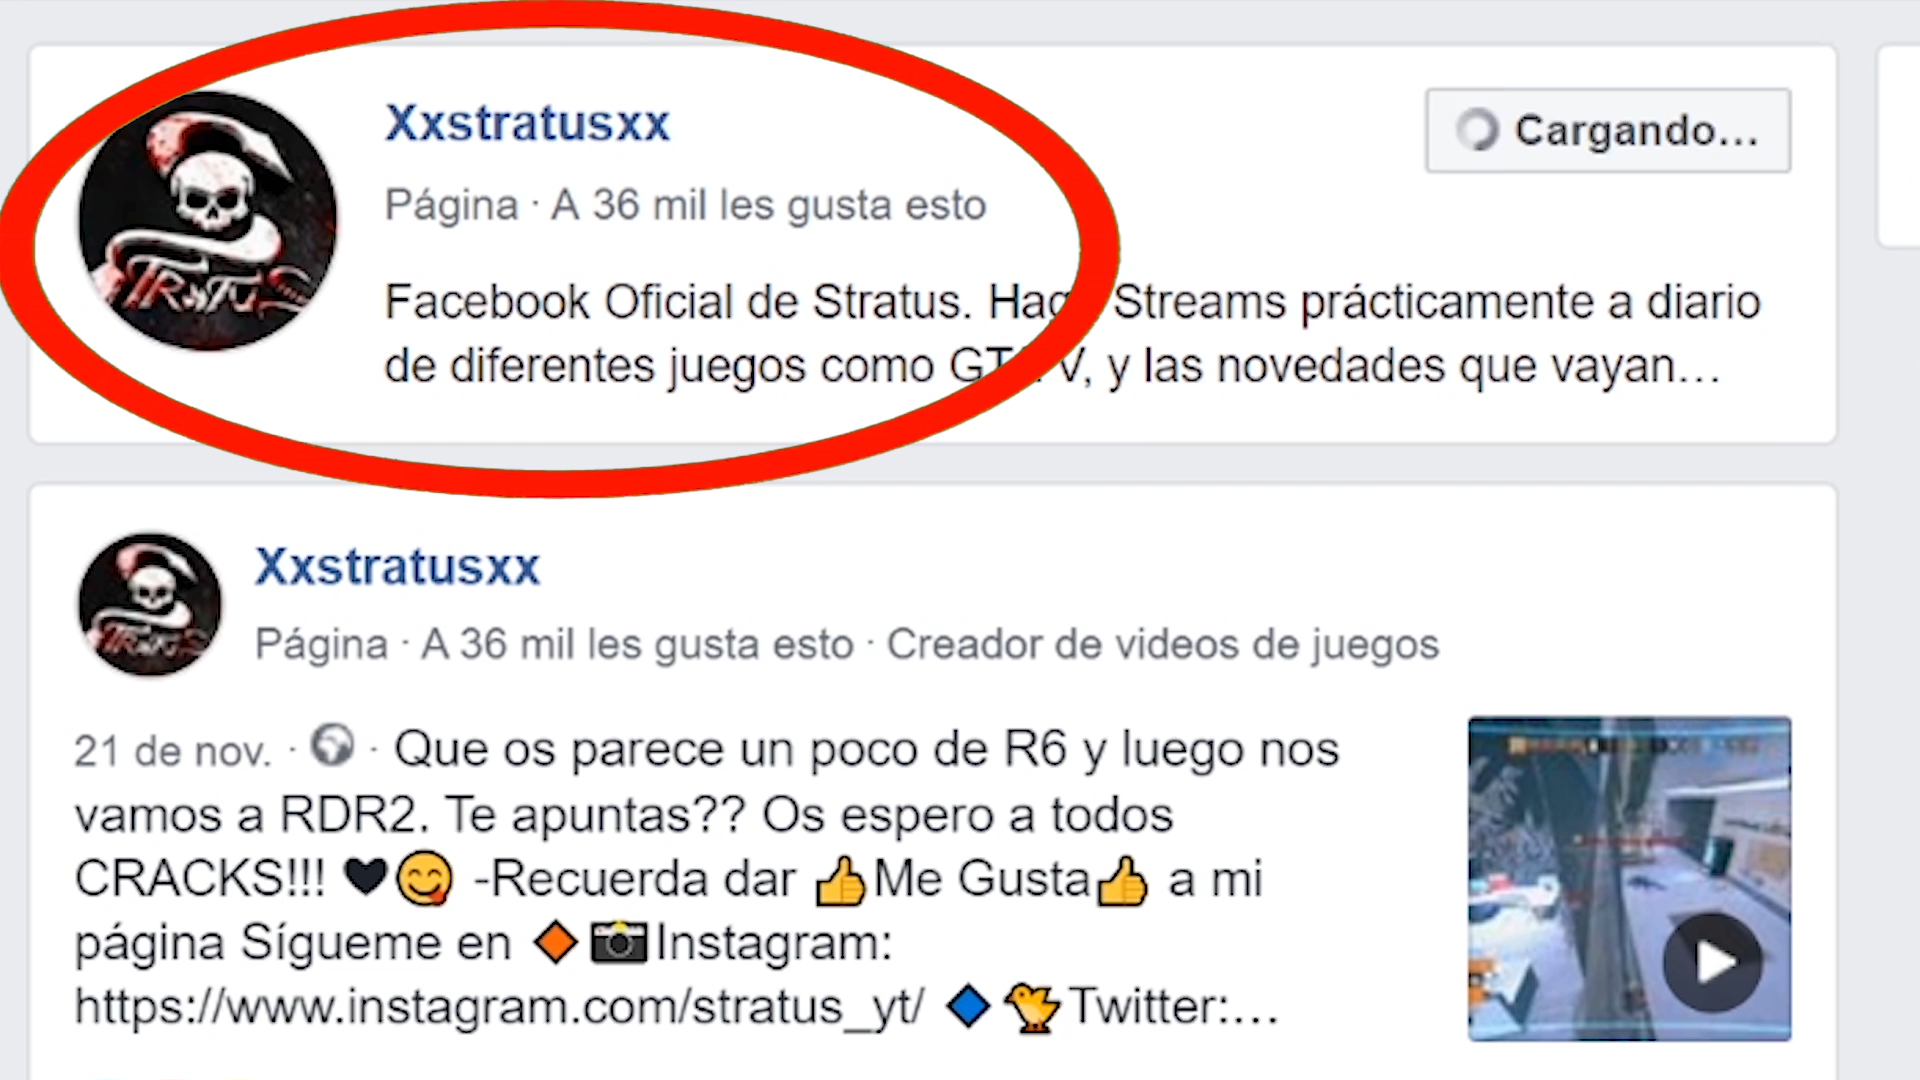 Xxstratusxx
Cargando...
Página · A 36 mil les gusta esto
Facebook Oficial de Stratus. Streams prácticamente a diario
de diferentes juegos como V, y las novedades que vayan...
Xxstratusxx
Página · A 36 mil les gusta esto · Creador de videos de juegos
21 de nov. · · Que os parece un poco de R6 y luego nos
vamos a RDR2. Te apuntas?? Os espero a todos
CRACKS!!! 🖤😋 -Recuerda dar 👍Me Gusta👍 a mi
página Sígueme en 🔶📷Instagram:
https://www.instagram.com/stratus_yt/ 🔷🐤Twitter:...